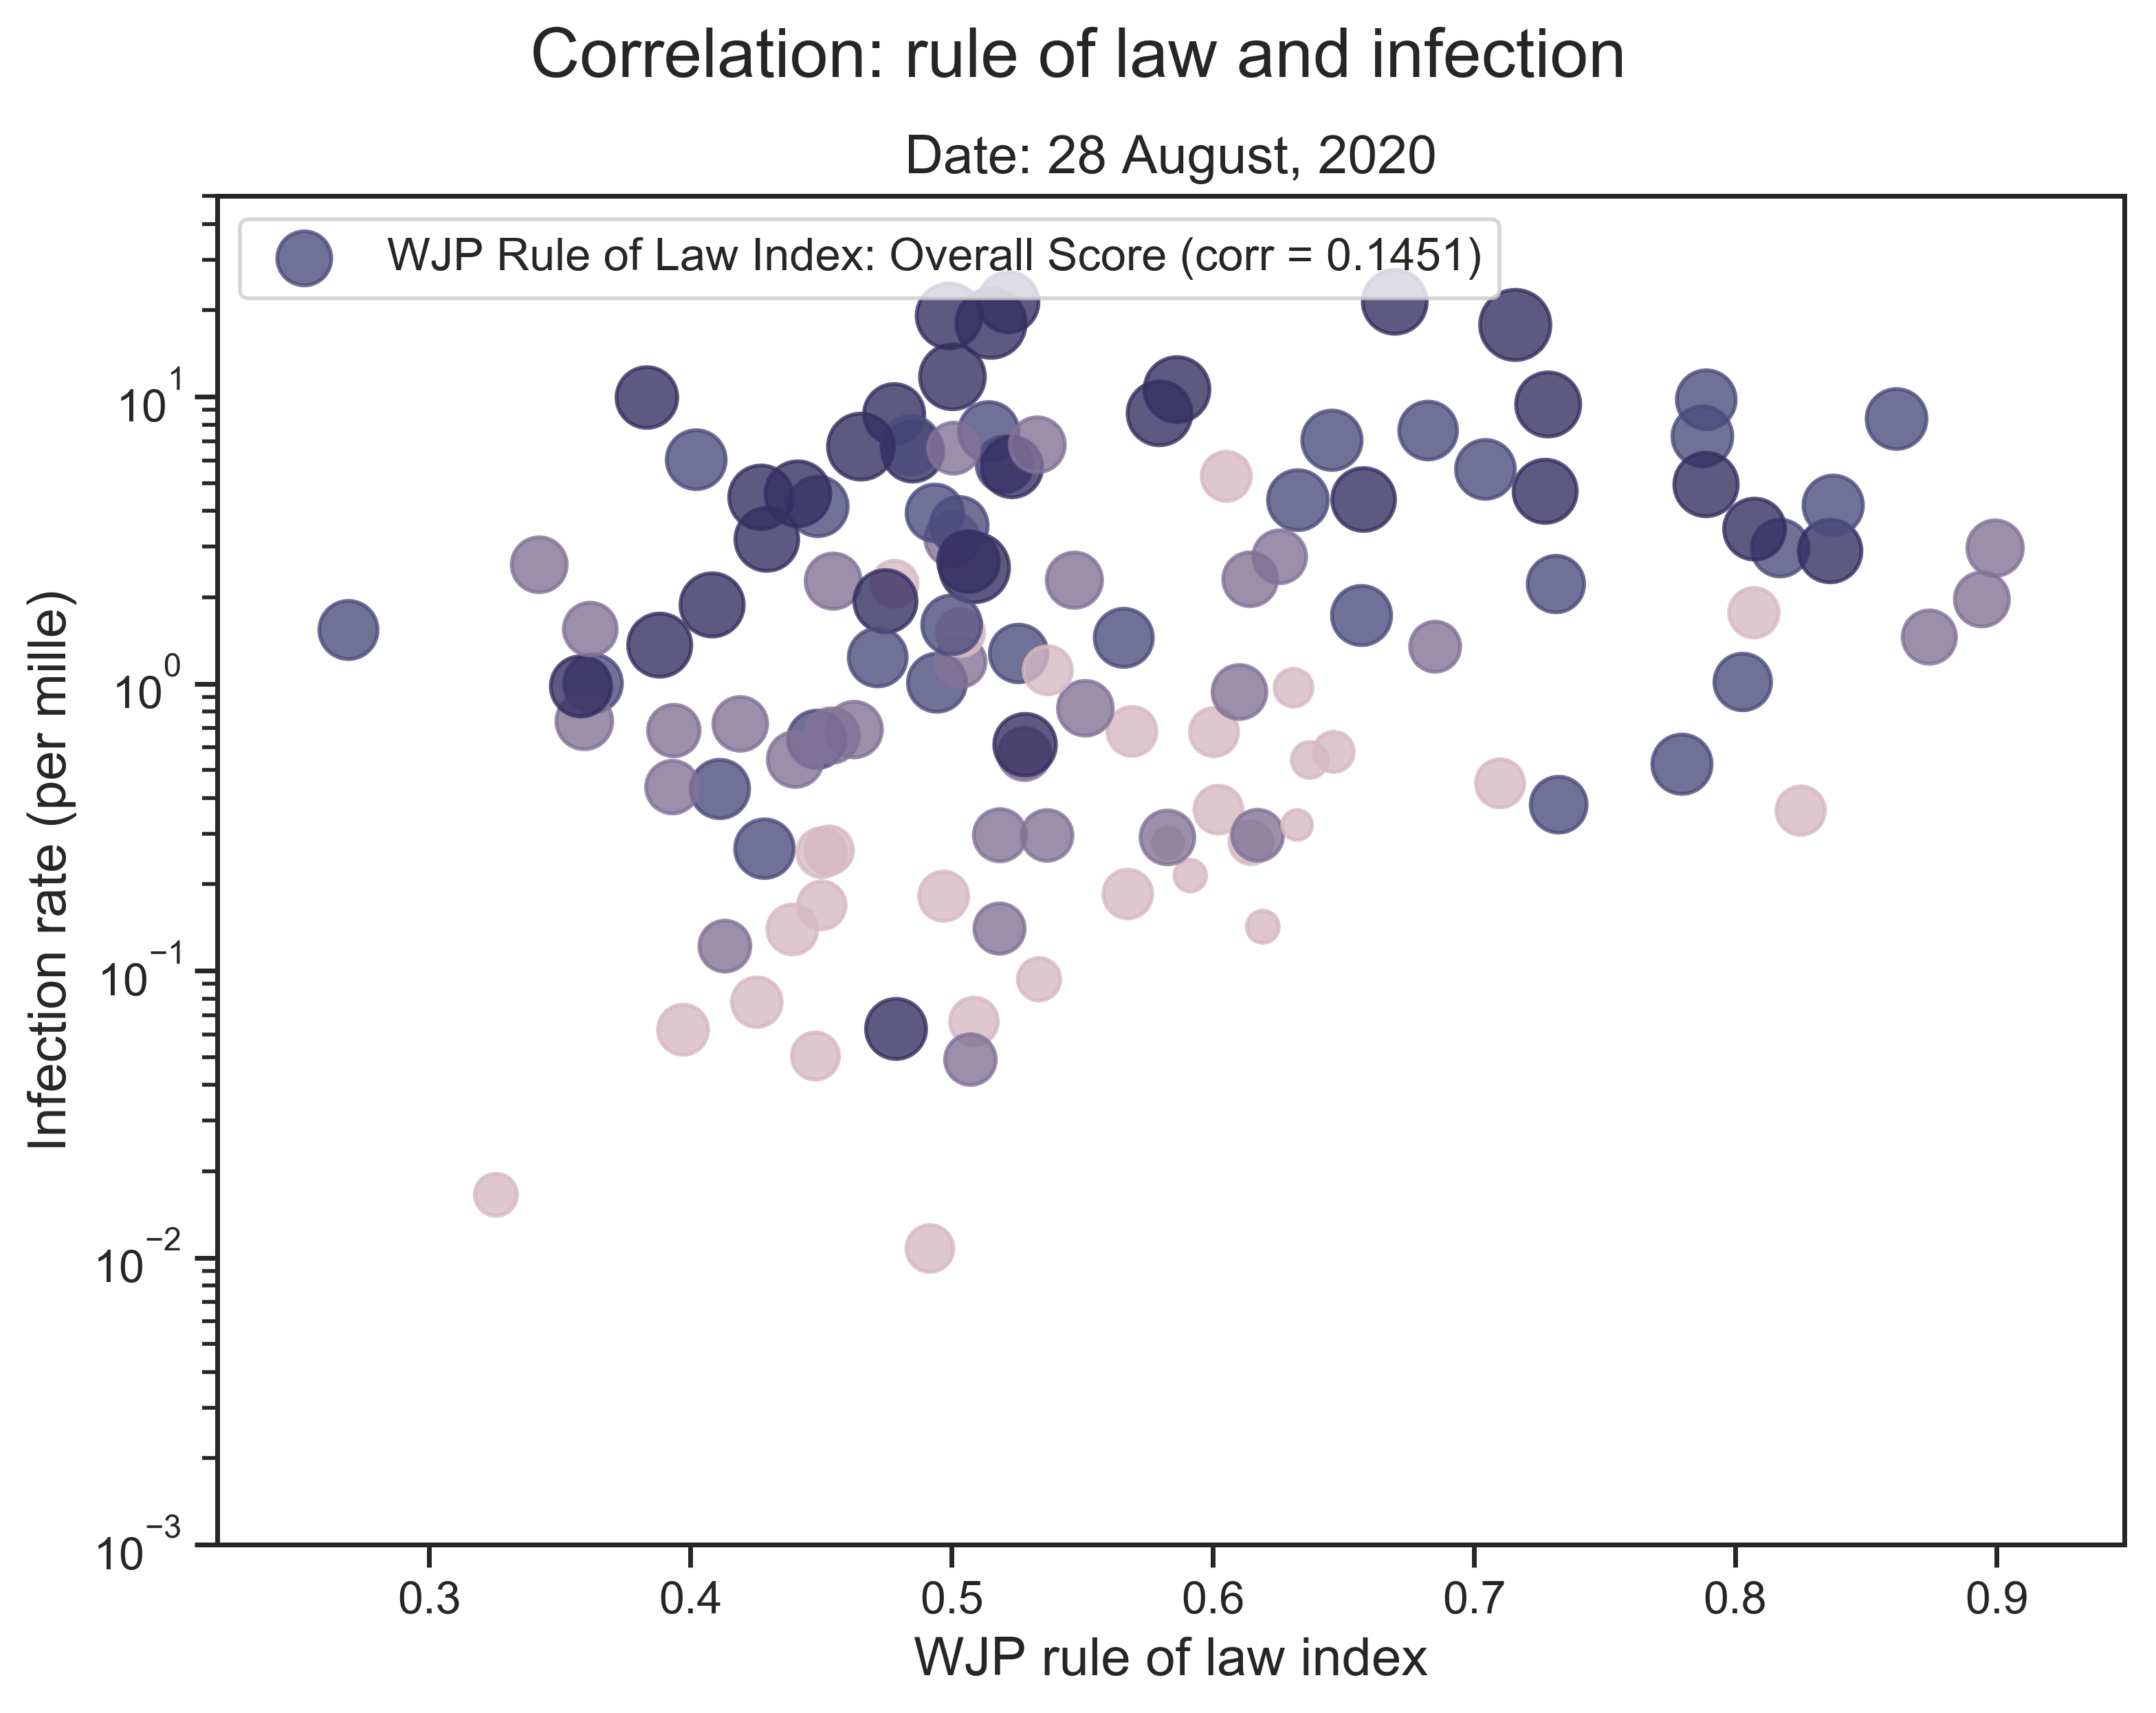 Correlation: rule of law and infection
Date: 28 August, 2020
WJP Rule of Law Index: Overall Score (corr = 0.1451)
Infection rate (per mille)
10^1
10^0
10^−1
10^−2
10^−3
0.3 0.4 0.5 0.6 0.7 0.8 0.9
WJP rule of law index